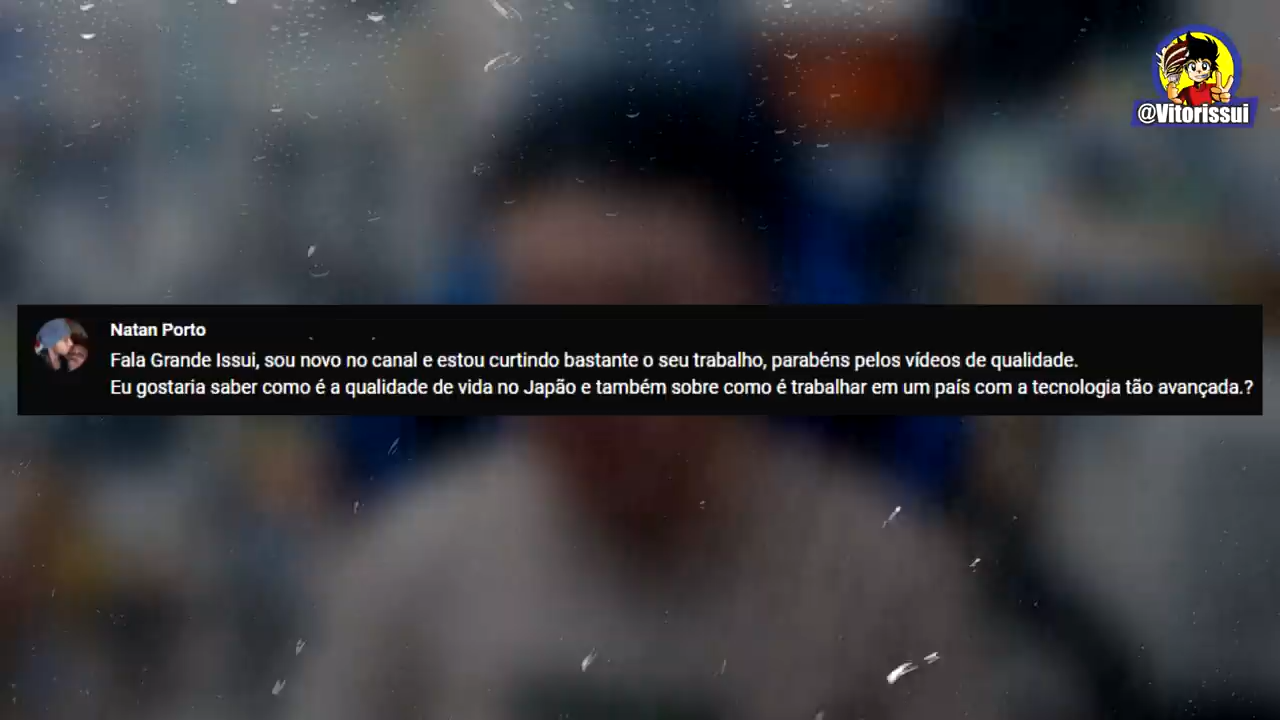 @Vitorissui
Natan Porto
Fala Grande Issui, sou novo no canal e estou curtindo bastante o seu trabalho, parabéns pelos vídeos de qualidade.
Eu gostaria saber como é a qualidade de vida no Japão e também sobre como é trabalhar em um país com a tecnologia tão avançada.?